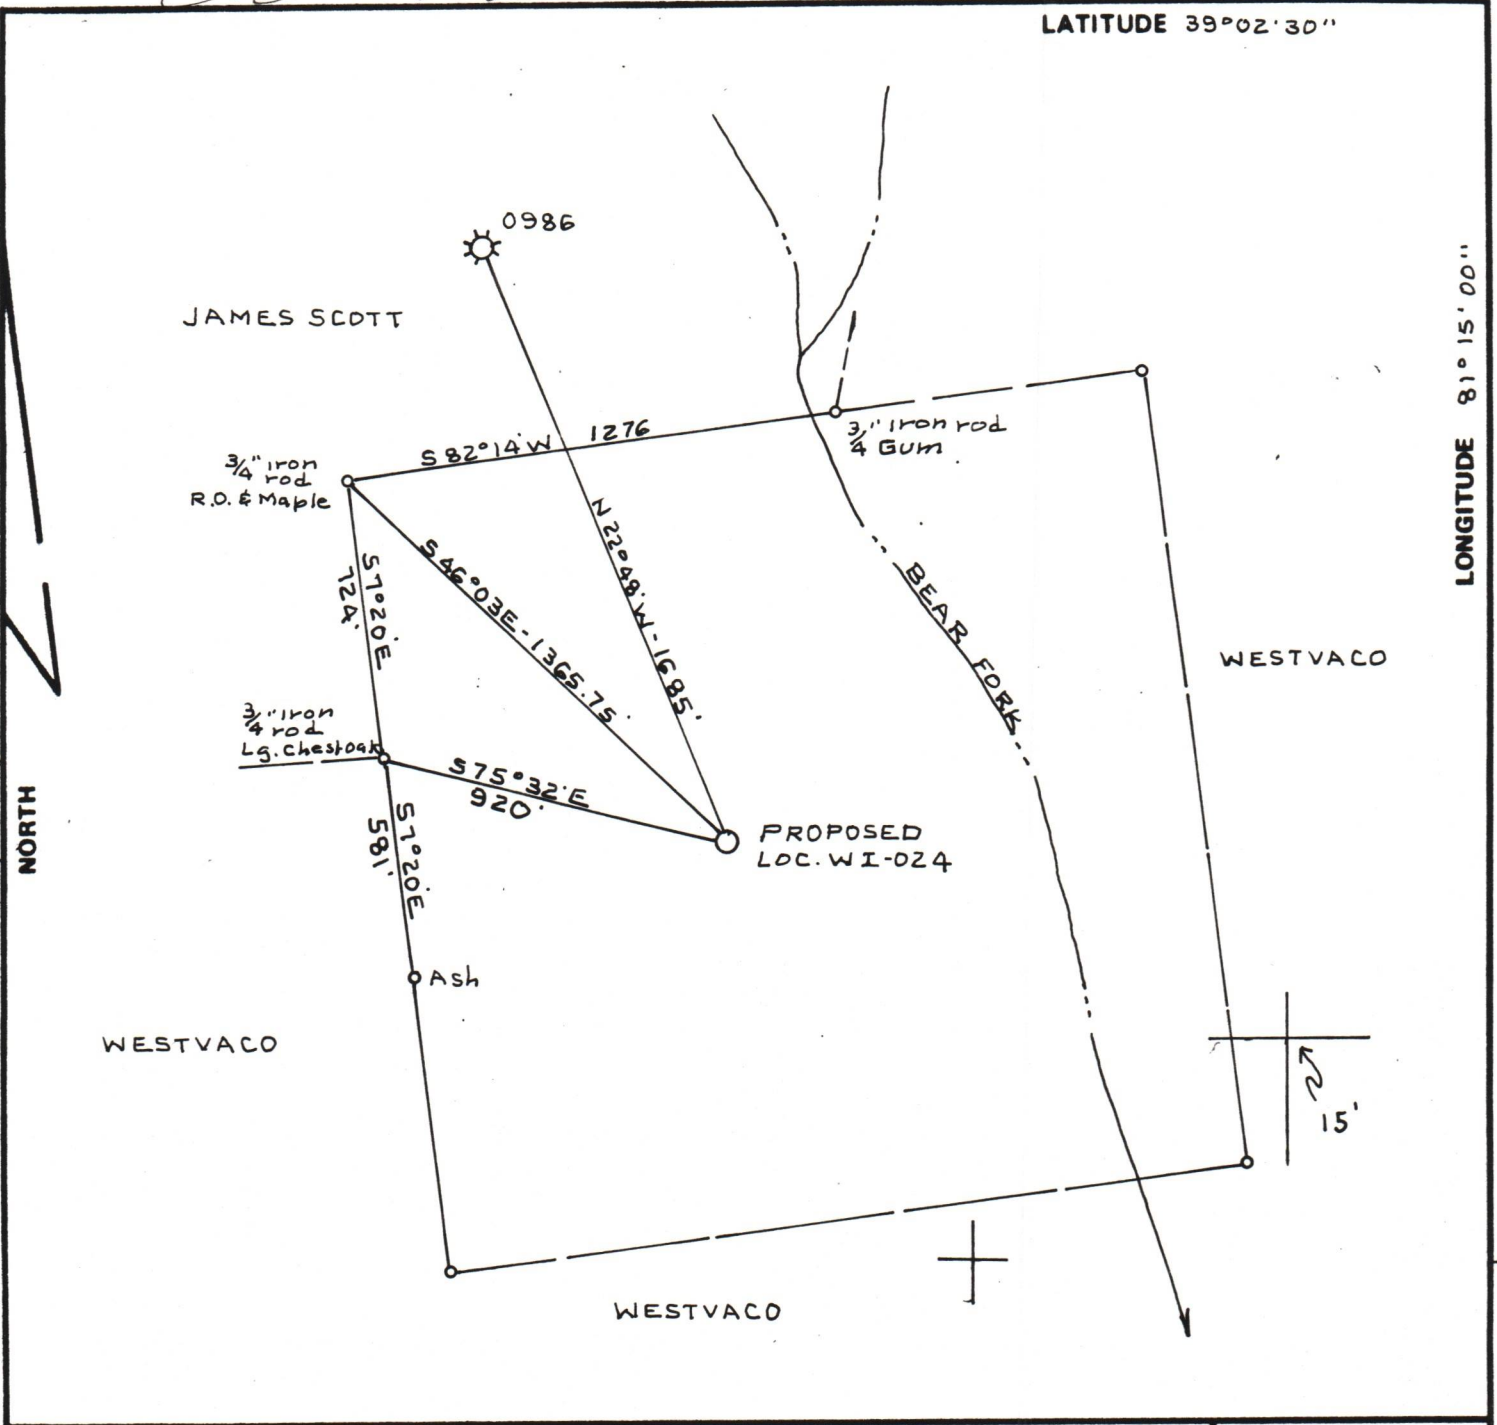 LATITUDE 39°02'30"
LONGITUDE 81° 15' 00"
0986
JAMES SCOTT
S 82°14'W 1276
3/4" iron rod
Gum
3/4" iron
rod
R.O. & Maple
S 7°20'E
724'
S 46°03E - 1365.75'
N 22°48'W - 1685'
BEAR FORK
WESTVACO
3/4" iron
rod
Lg. Chestoak
S 75°32'E
920'
NORTH
PROPOSED
LOC. WI-024
S 7°20'E
581'
Ash
WESTVACO
15'
WESTVACO